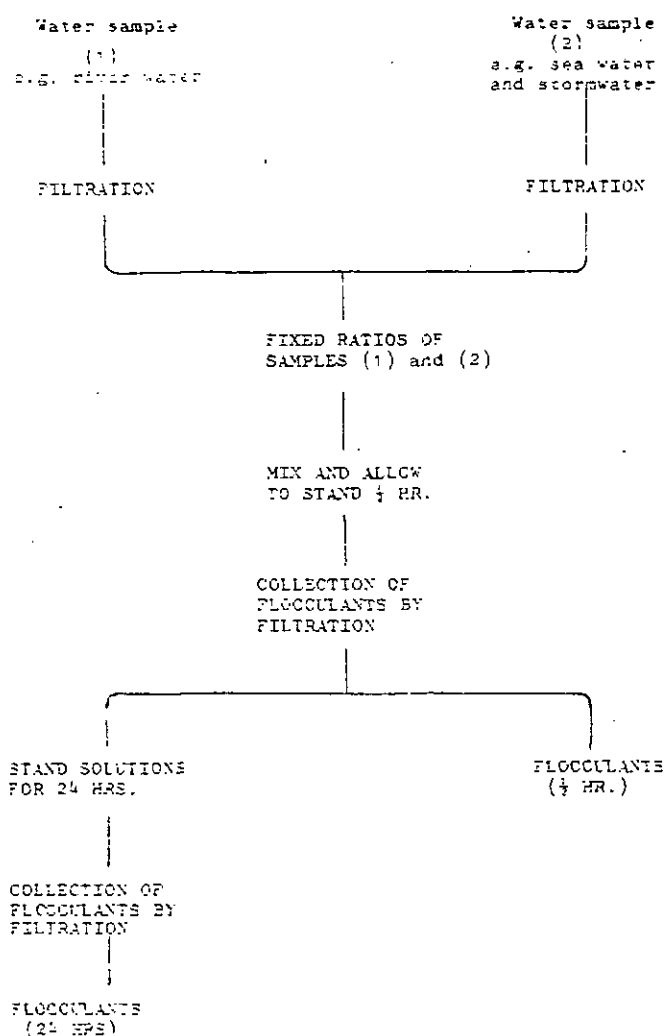 Water sample
(1)
e.g. river water
Water sample
(2)
e.g. sea water
and stormwater
FILTRATION
FILTRATION
FIXED RATIOS OF
SAMPLES (1) and (2)
MIX AND ALLOW
TO STAND ½ HR.
COLLECTION OF
FLOCCULANTS BY
FILTRATION
STAND SOLUTIONS
FOR 24 HRS.
FLOCCULANTS
(½ HR.)
COLLECTION OF
FLOCCULANTS BY
FILTRATION
FLOCCULANTS
(24 HRS)